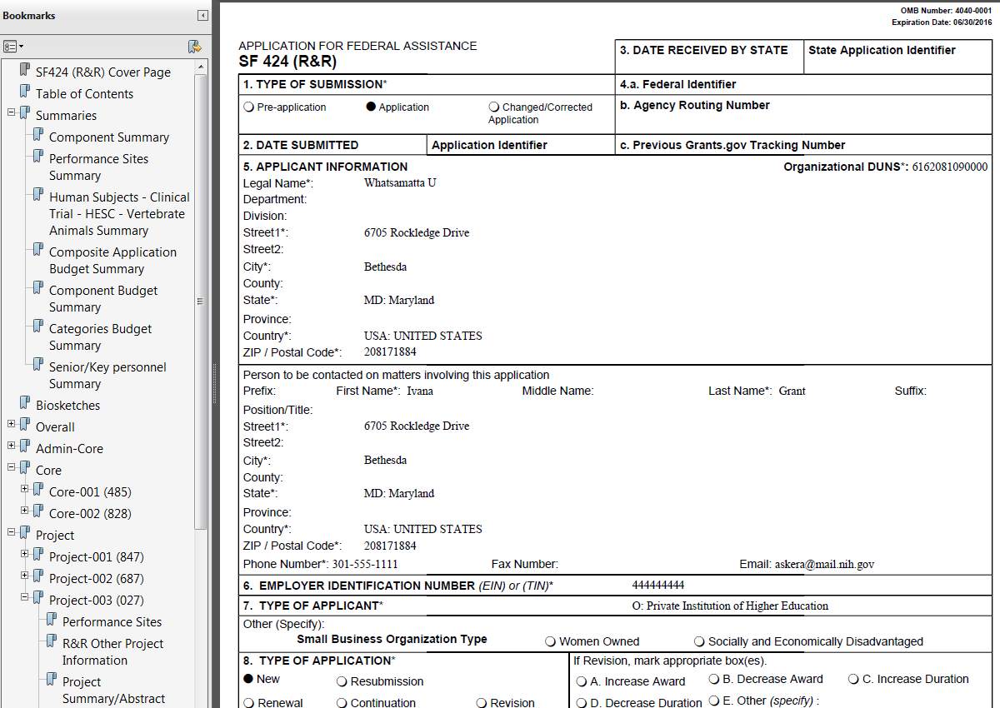 Bookmarks
SF424 (R&R) Cover Page
Table of Contents
Summaries
Component Summary
Performance Sites
Summary
Human Subjects - Clinical
Trial - HESC - Vertebrate
Animals Summary
Composite Application
Budget Summary
Component Budget
Summary
Categories Budget
Summary
Senior/Key personnel
Summary
Biosketches
Overall
Admin-Core
Core
Core-001 (485)
Core-002 (828)
Project
Project-001 (847)
Project-002 (687)
Project-003 (027)
Performance Sites
R&R Other Project
Information
Project
Summary/Abstract
OMB Number: 4040-0001
Expiration Date: 06/30/2016
APPLICATION FOR FEDERAL ASSISTANCE
SF 424 (R&R)
3. DATE RECEIVED BY STATE State Application Identifier
1. TYPE OF SUBMISSION* 4.a. Federal Identifier
Pre-application Application Changed/Corrected
Application
b. Agency Routing Number
2. DATE SUBMITTED Application Identifier c. Previous Grants.gov Tracking Number
5. APPLICANT INFORMATION Organizational DUNS*: 6162081090000
Legal Name*: Whatsamatta U
Department:
Division:
Street1*: 6705 Rockledge Drive
Street2:
City*: Bethesda
County:
State*: MD: Maryland
Province:
Country*: USA: UNITED STATES
ZIP / Postal Code*: 208171884
Person to be contacted on matters involving this application
Prefix: First Name*: Ivana Middle Name: Last Name*: Grant Suffix:
Position/Title:
Street1*: 6705 Rockledge Drive
Street2:
City*: Bethesda
County:
State*: MD: Maryland
Province:
Country*: USA: UNITED STATES
ZIP / Postal Code*: 208171884
Phone Number*: 301-555-1111 Fax Number: Email: askera@mail.nih.gov
6. EMPLOYER IDENTIFICATION NUMBER (EIN) or (TIN)* 44444444
7. TYPE OF APPLICANT* O: Private Institution of Higher Education
Other (Specify):
Small Business Organization Type Women Owned Socially and Economically Disadvantaged
8. TYPE OF APPLICATION* If Revision, mark appropriate box(es).
New Resubmission A. Increase Award B. Decrease Award C. Increase Duration
Renewal Continuation Revision D. Decrease Duration E. Other (specify) :